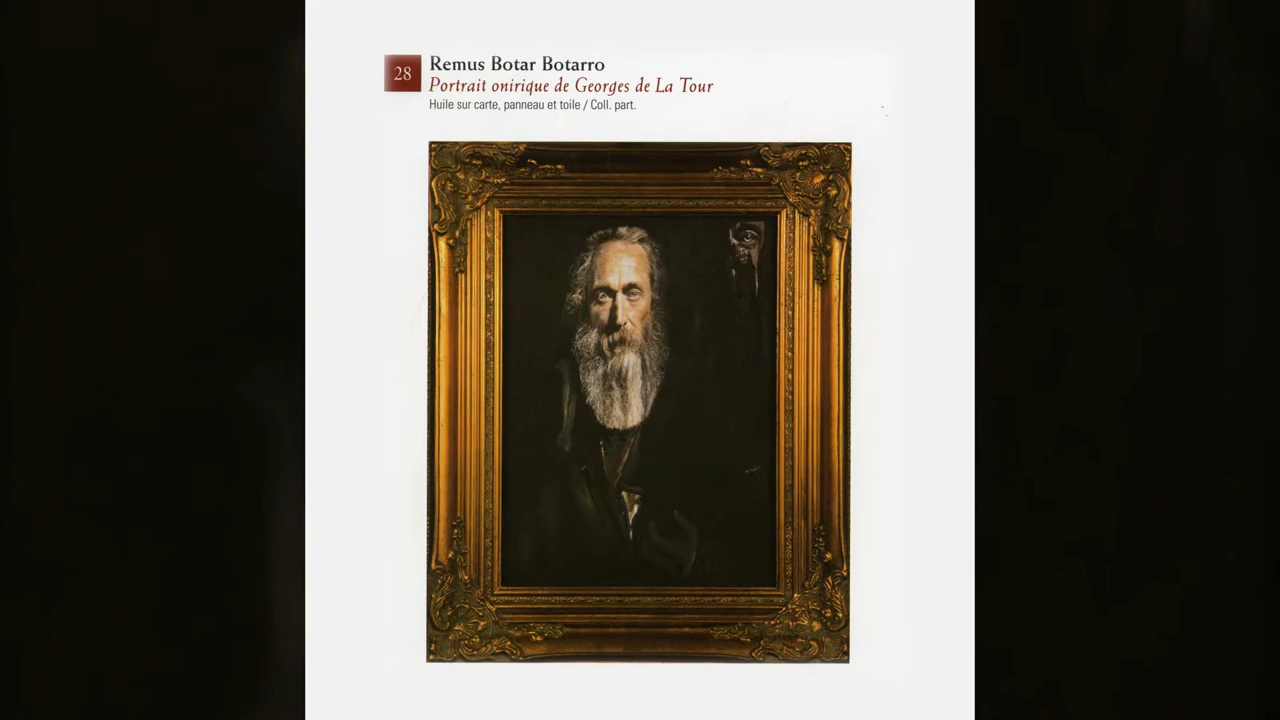 28
Remus Botar Botarro
Portrait onirique de Georges de La Tour
Huile sur carte, panneau et toile / Coll. part.